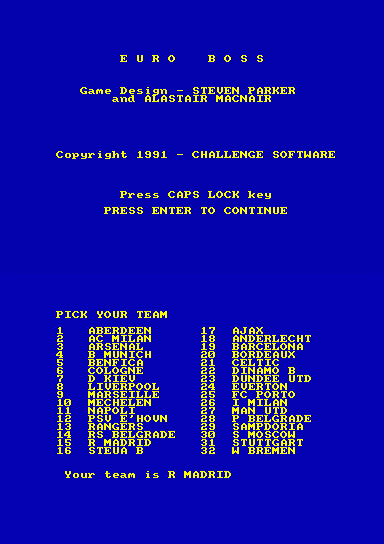 E U R O   B O S S
Game Design - STEVEN PARKER
and ALASTAIR MACNAIR
Copyright 1991 - CHALLENGE SOFTWARE
Press CAPS LOCK key
PRESS ENTER TO CONTINUE
PICK YOUR TEAM
1 ABERDEEN 17 AJAX
2 AC MILAN 18 ANDERLECHT
3 ARSENAL 19 BARCELONA
4 B MUNICH 20 BORDEAUX
5 BENFICA 21 CELTIC
6 COLOGNE 22 DINAMO B
7 D KIEV 23 DUNDEE UTD
8 LIVERPOOL 24 EVERTON
9 MARSEILLE 25 FC PORTO
10 MECHELEN 26 I MILAN
11 NAPOLI 27 MAN UTD
12 PSV E'HOVN 28 P BELGRADE
13 RANGERS 29 SAMPDORIA
14 RS BELGRADE 30 S MOSCOW
15 R MADRID 31 STUTTGART
16 STEUA B 32 W BREMEN
Your team is R MADRID